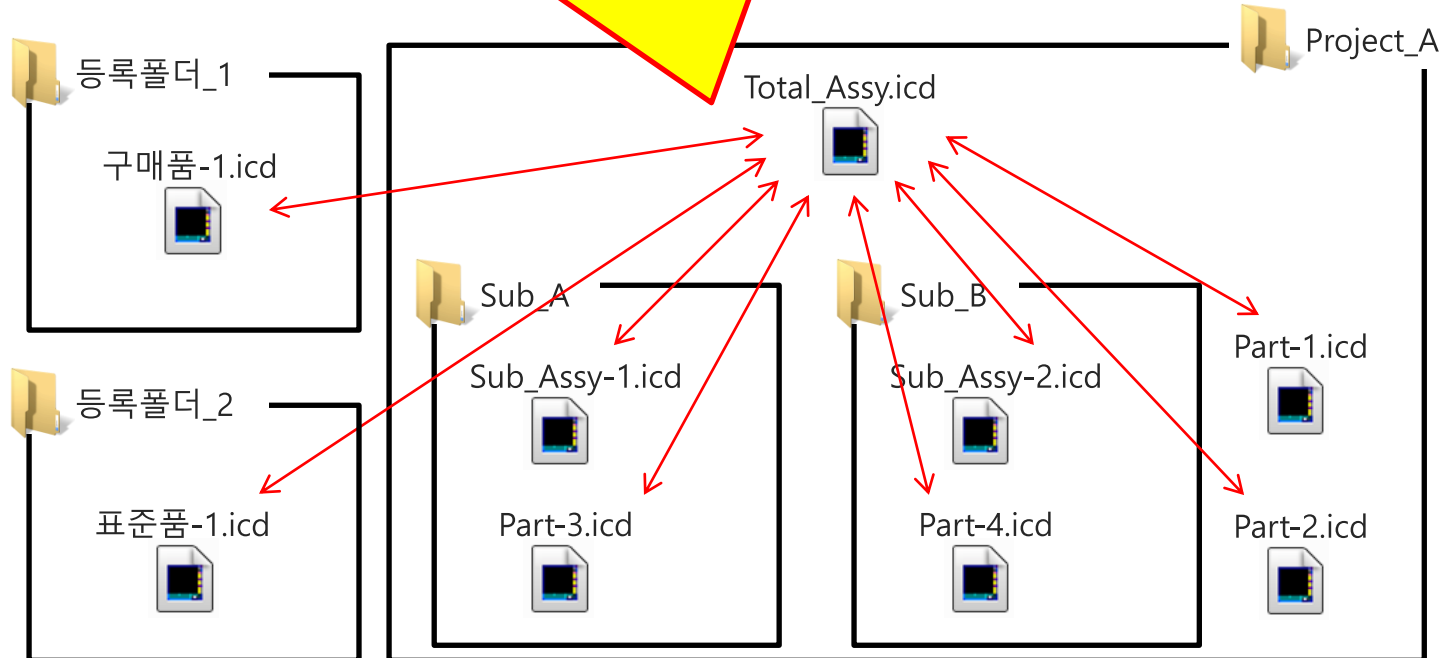 등록폴더_1
구매품-1.icd
등록폴더_2
표준품-1.icd
Project_A
Total_Assy.icd
Sub_A
Sub_Assy-1.icd
Part-3.icd
Sub_B
Sub_Assy-2.icd
Part-4.icd
Part-1.icd
Part-2.icd